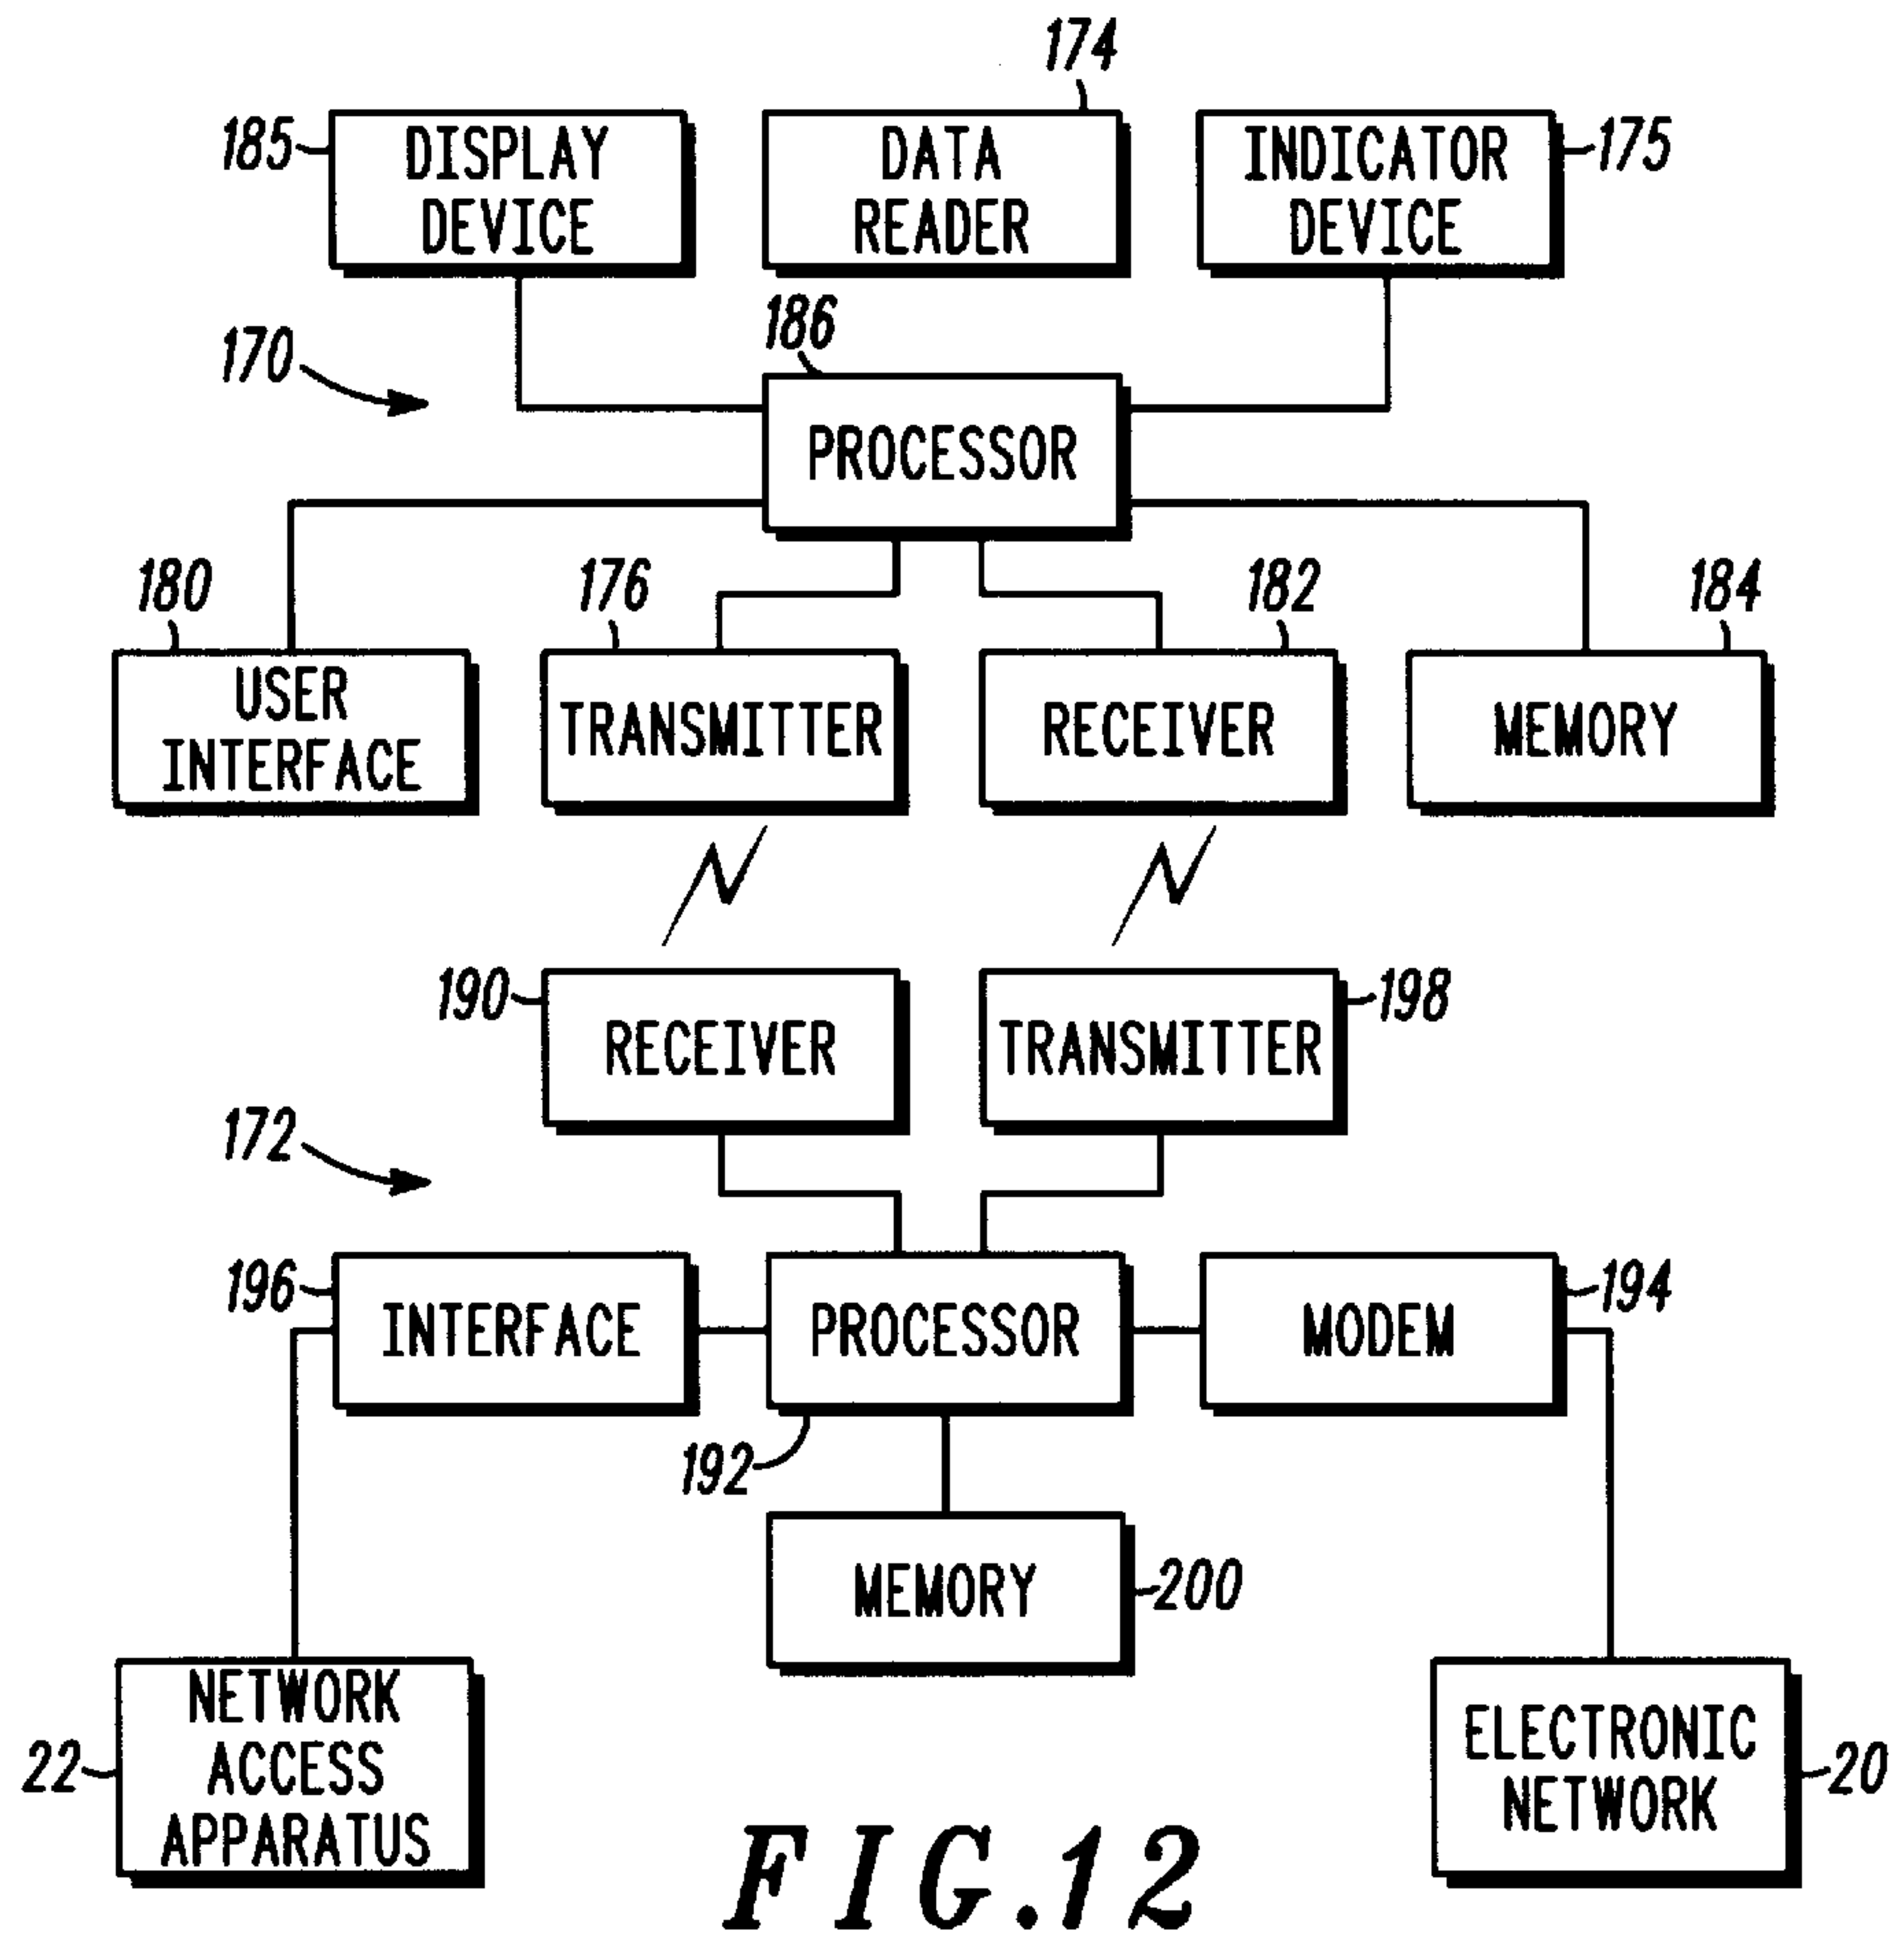 174
185
DISPLAY
DEVICE
DATA
READER
INDICATOR
DEVICE
175
186
170
PROCESSOR
180
176
182
184
USER
INTERFACE
TRANSMITTER
RECEIVER
MEMORY
190
RECEIVER
TRANSMITTER
198
172
196
INTERFACE
PROCESSOR
MODEM
194
192
MEMORY
200
22
NETWORK
ACCESS
APPARATUS
ELECTRONIC
NETWORK
20
FIG.12